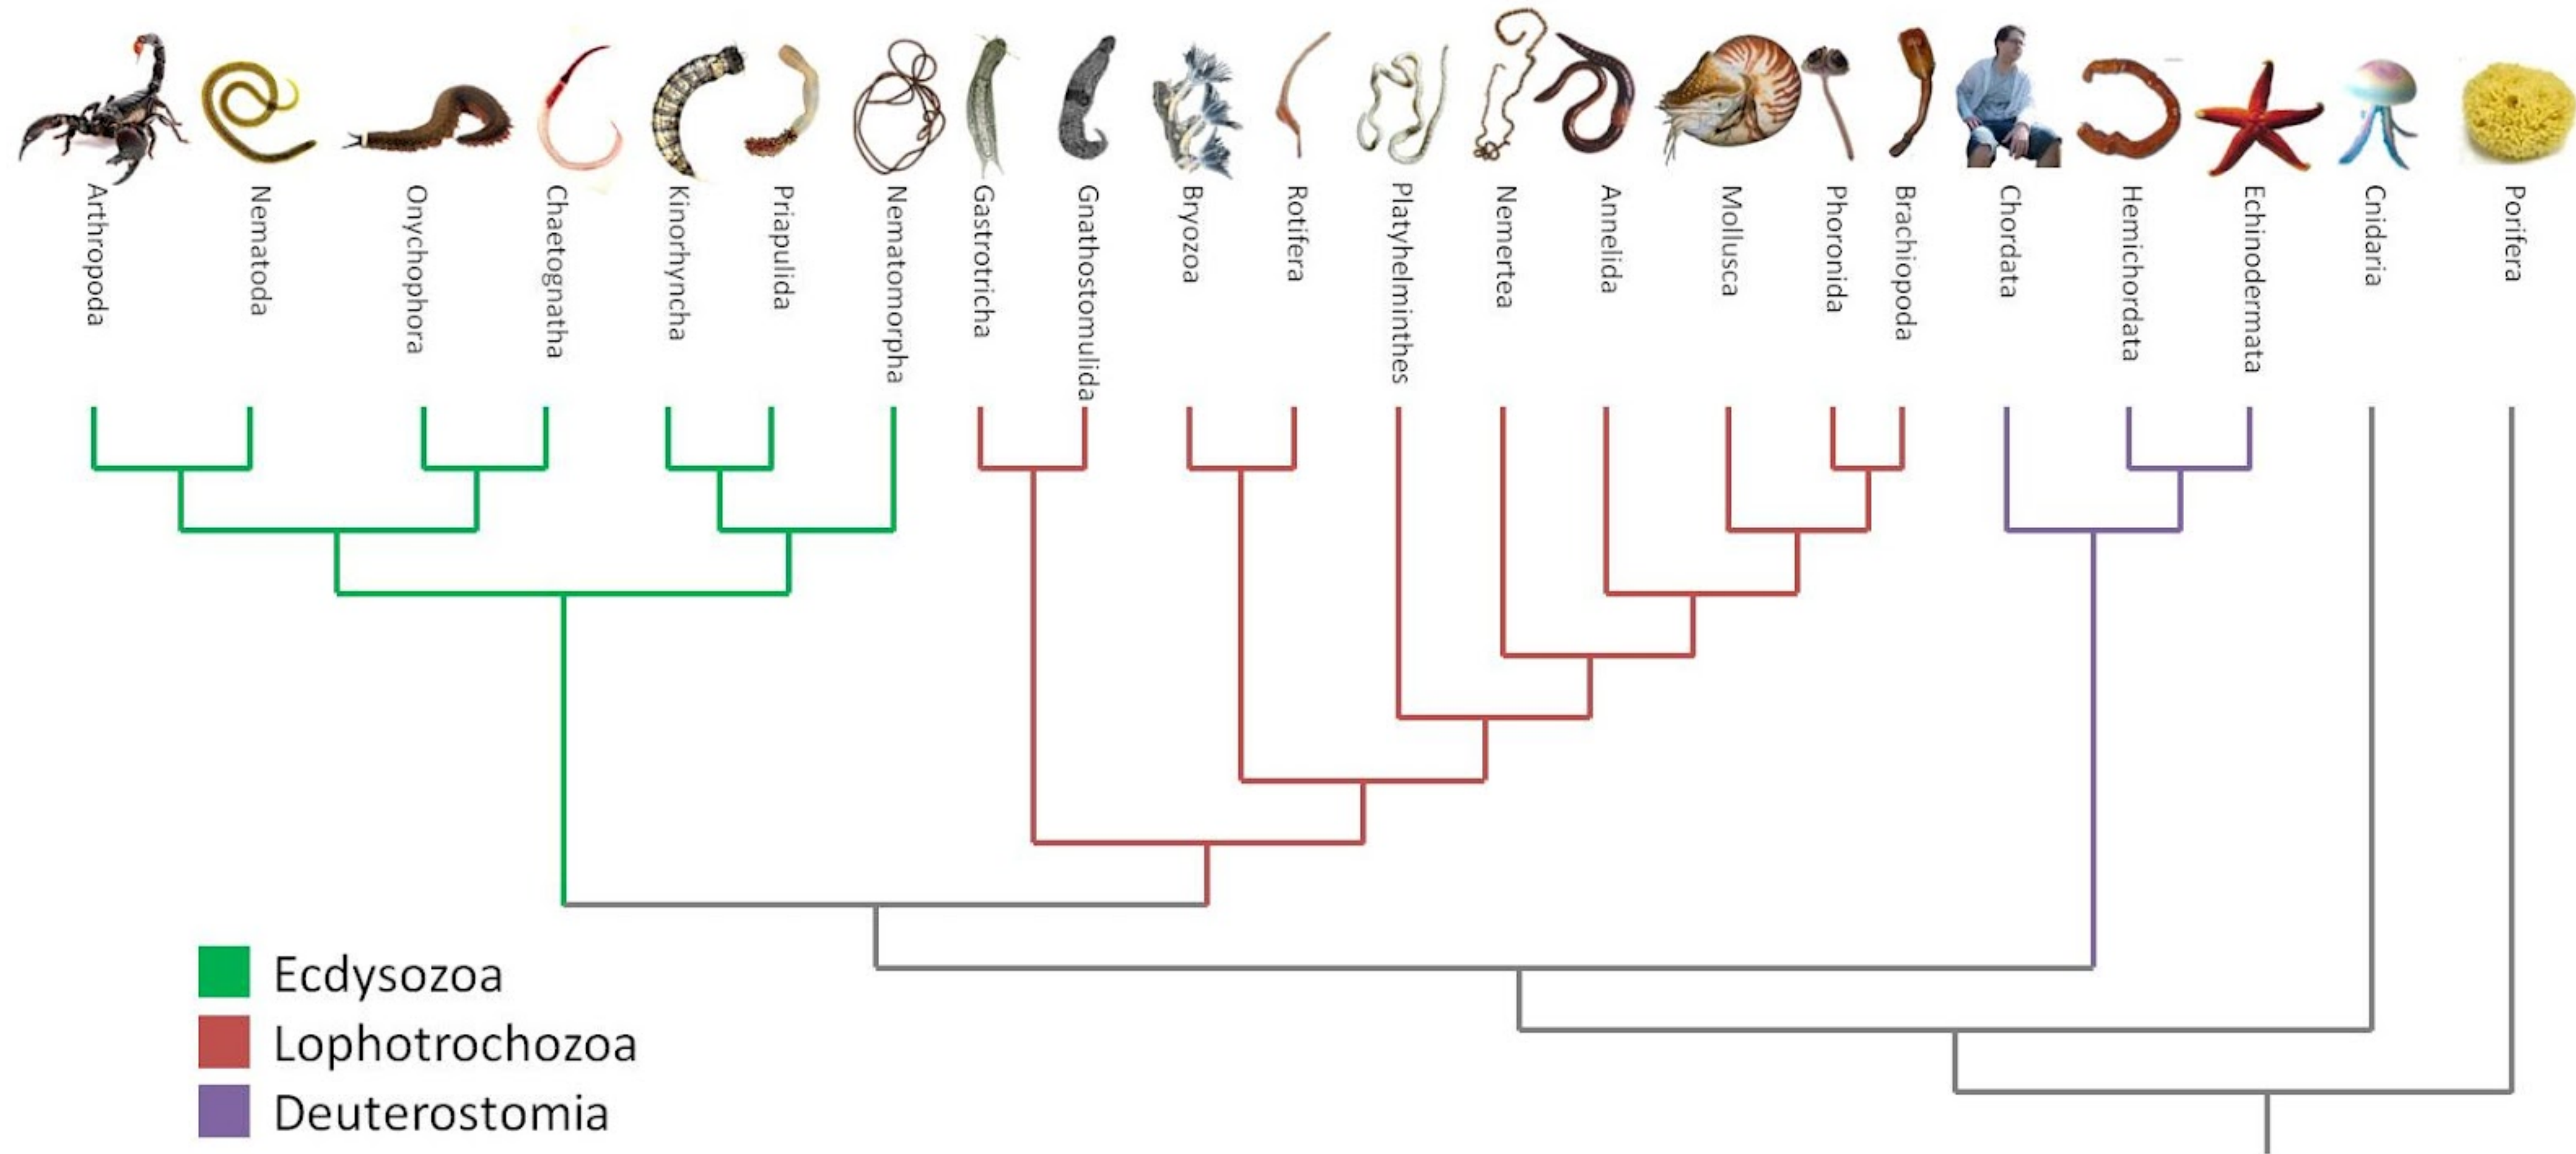 Arthropoda
Nematoda
Onychophora
Chaetognatha
Kinorhyncha
Priapulida
Nematomorpha
Gastrotricha
Gnathostomulida
Bryozoa
Rotifera
Platyhelminthes
Nemertea
Annelida
Mollusca
Phoronida
Brachiopoda
Chordata
Hemichordata
Echinodermata
Cnidaria
Porifera
Ecdysozoa
Lophotrochozoa
Deuterostomia